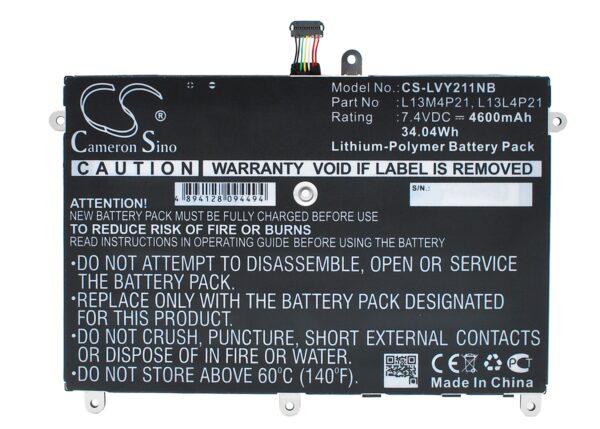 CS
Cameron Sino
Model No: CS-LVY211NB
Part No: L13M4P21, L13L4P21
Rating: 7.4VDC ⎓ 4600mAh
34.04Wh
Lithium-Polymer Battery Pack
CAUTION WARRANTY VOID IF LABEL IS REMOVED
4 894128 094494
S/N:
ATTENTION!
NEW BATTERY PACK MUST BE FULLY CHARGED BEFORE USE
TO REDUCE RISK OF FIRE OR BURNS
READ INSTRUCTIONS IN OPERATING GUIDE BEFORE USING THE BATTERY
•DO NOT ATTEMPT TO DISASSEMBLE, OPEN OR SERVICE
THE BATTERY PACK.
•REPLACE ONLY WITH THE BATTERY PACK DESIGNATED
FOR THIS PRODUCT.
•DO NOT CRUSH, PUNCTURE, SHORT EXTERNAL CONTACTS
OR DISPOSE OF IN FIRE OR WATER.
•DO NOT STORE ABOVE 60°C (140°F).
CE
Made In China